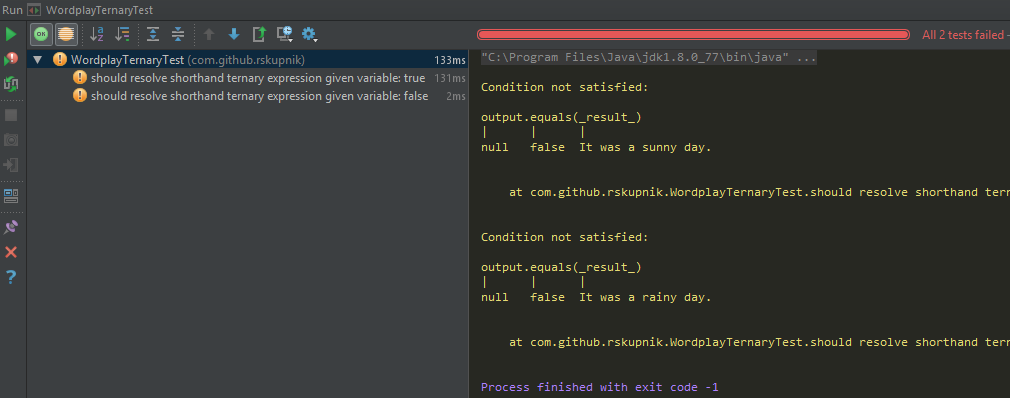 Run WordplayTernaryTest
ON
All 2 tests failed -
WordplayTernaryTest (com.github.rskupnik) 133ms
should resolve shorthand ternary expression given variable: true 131ms
should resolve shorthand ternary expression given variable: false 2ms
"C:\Program Files\Java\jdk1.8.0_77\bin\java" ...
Condition not satisfied:
output.equals(_result_)
| | |
null false It was a sunny day.
at com.github.rskupnik.WordplayTernaryTest.should resolve shorthand tern
Condition not satisfied:
output.equals(_result_)
| | |
null false It was a rainy day.
at com.github.rskupnik.WordplayTernaryTest.should resolve shorthand tern
Process finished with exit code -1